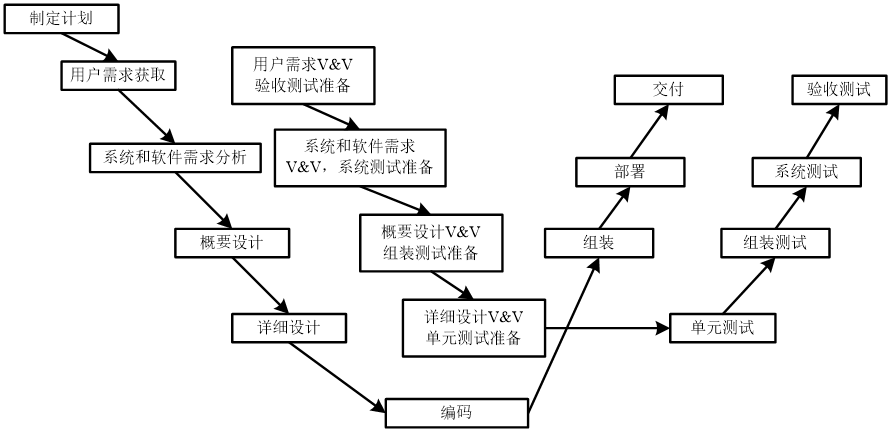 制定计划
用户需求获取
用户需求V&V
验收测试准备
交付
验收测试
系统和软件需求分析
系统和软件需求
V&V，系统测试准备
部署
系统测试
概要设计
概要设计V&V
组装测试准备
组装
组装测试
详细设计
详细设计V&V
单元测试准备
单元测试
编码